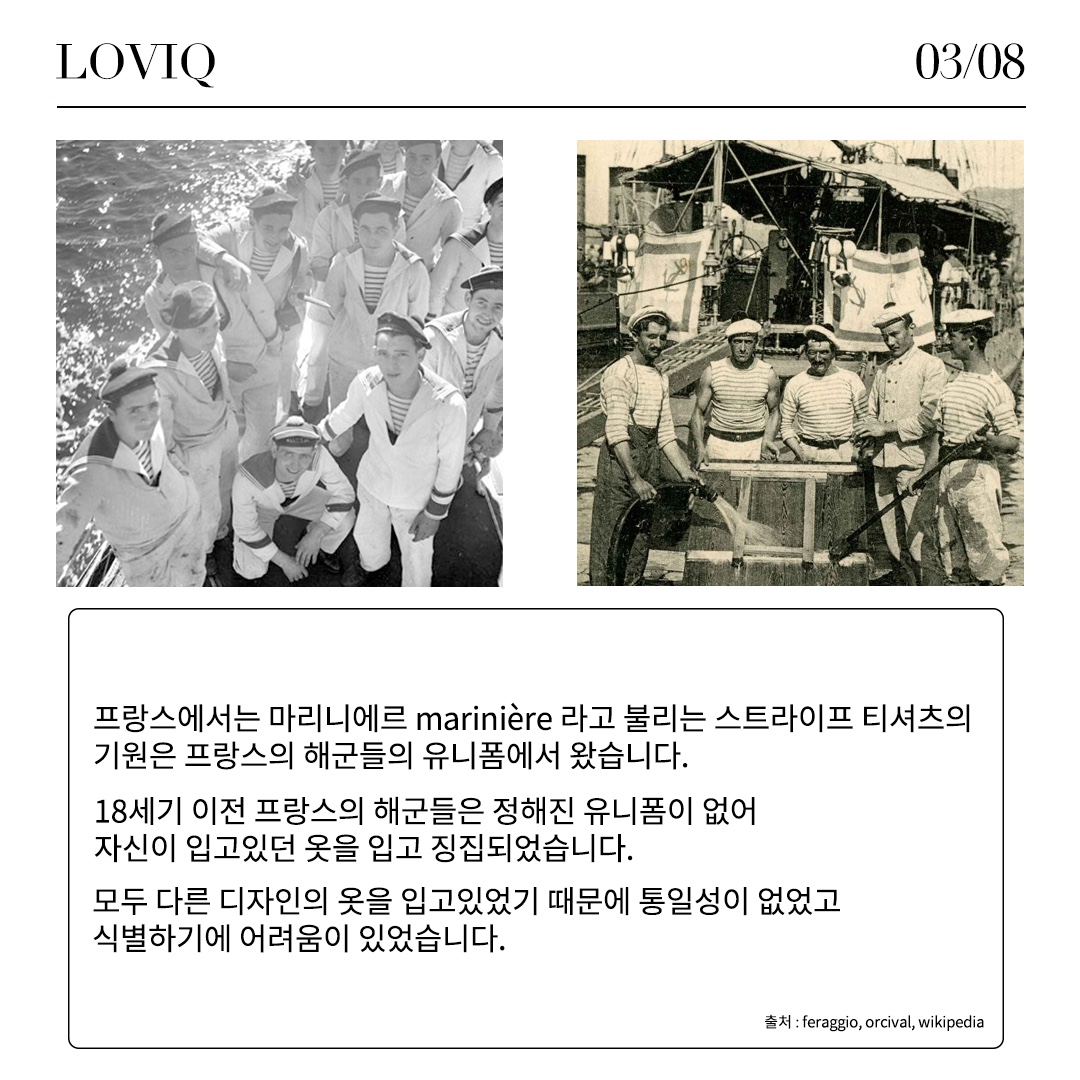 LOVIQ
03/08
프랑스에서는 마리니에르 marinière 라고 불리는 스트라이프 티셔츠의
기원은 프랑스의 해군들의 유니폼에서 왔습니다.
18세기 이전 프랑스의 해군들은 정해진 유니폼이 없어
자신이 입고있던 옷을 입고 징집되었습니다.
모두 다른 디자인의 옷을 입고있었기 때문에 통일성이 없었고
식별하기에 어려움이 있었습니다.
출처 : feraggio, orcival, wikipedia